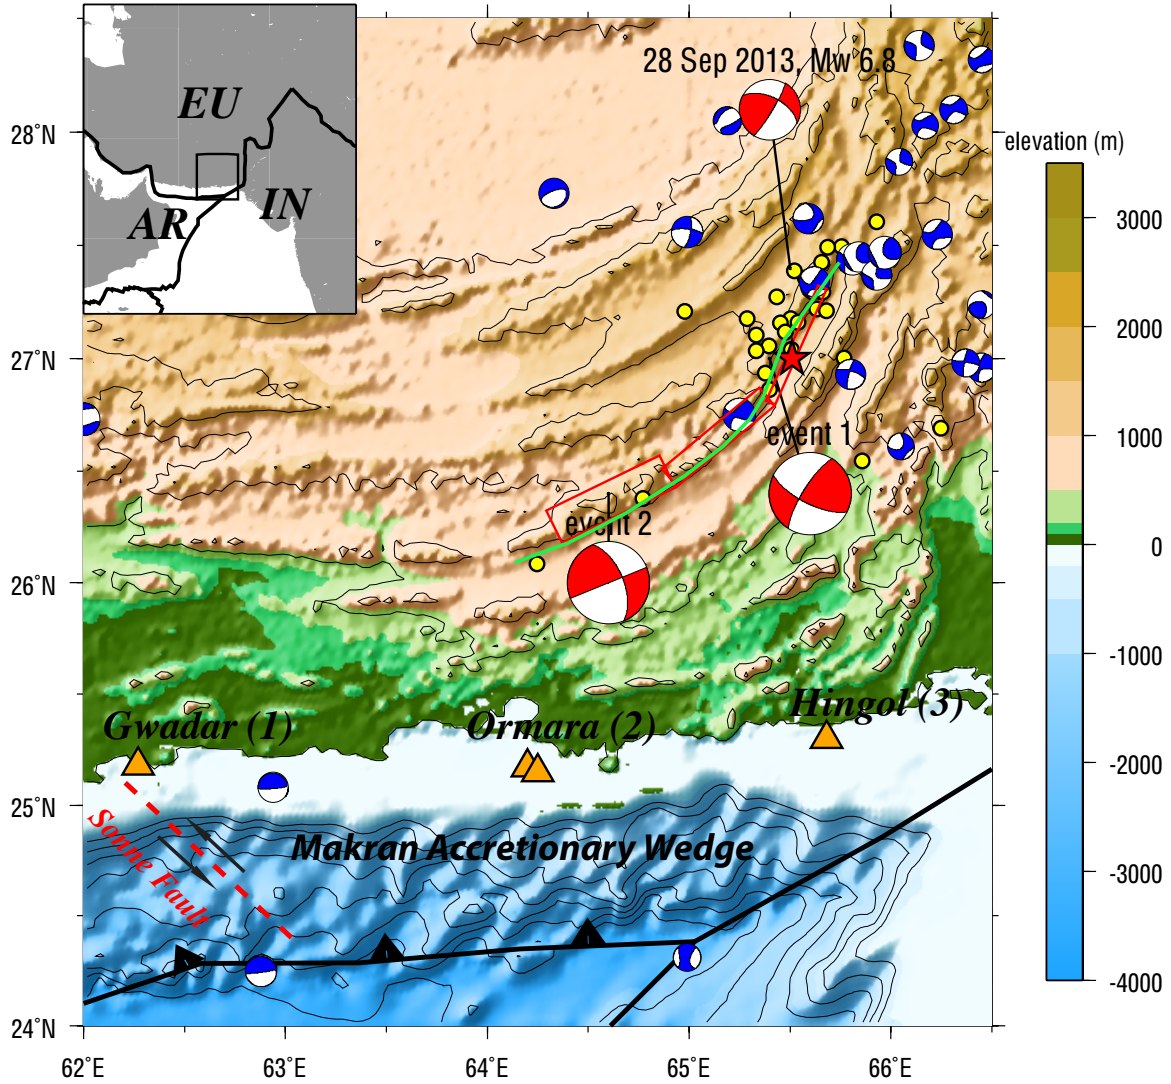 EU
AR
IN
28 Sep 2013, Mw 6.8
elevation (m)
3000
2000
1000
0
-1000
-2000
-3000
-4000
28˚N
27˚N
26˚N
25˚N
24˚N
event 1
event 2
Gwadar (1)
Ormara (2)
Hingol (3)
Sonne Fault
Makran Accretionary Wedge
62˚E
63˚E
64˚E
65˚E
66˚E